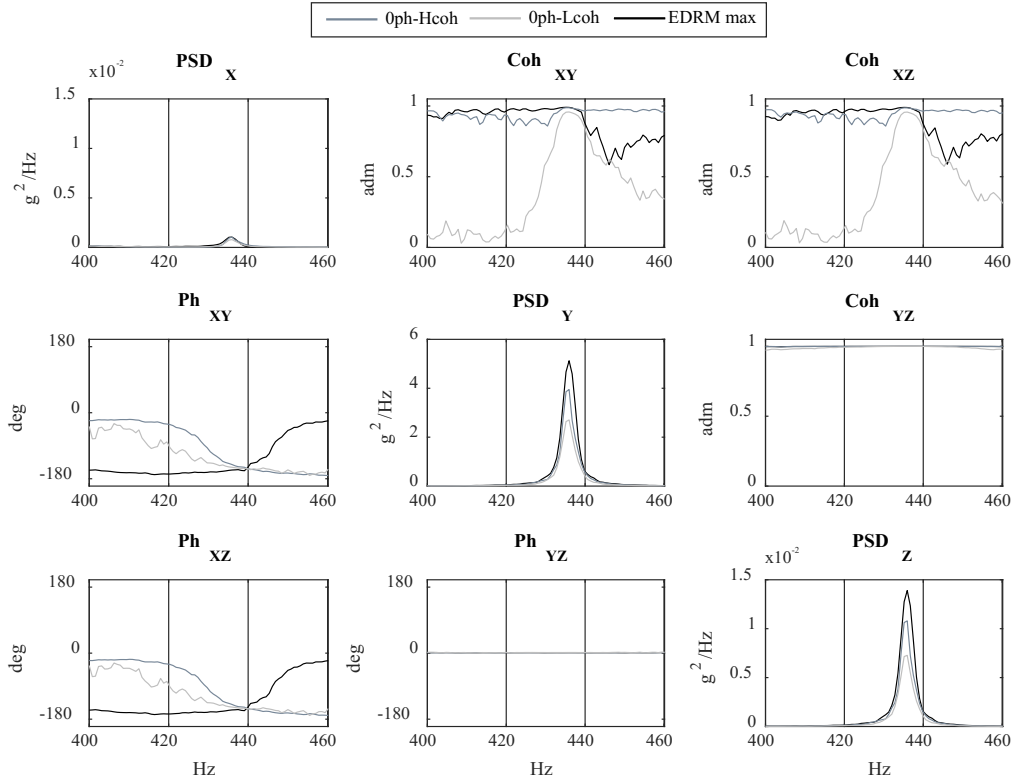 0ph-Hcoh 0ph-Lcoh EDRM max
x10-2 PSD X Coh XY Coh XZ
1.5 1 1
g 2 /Hz 1 adm 0.5 adm 0.5
0.5
0 0 0
400 420 440 460 400 420 440 460 400 420 440 460
Ph XY PSD Y Coh YZ
180 6 1
deg 0 g 2 /Hz 4 adm 0.5
2
-180 0 0
400 420 440 460 400 420 440 460 400 420 440 460
Ph XZ Ph YZ x10-2 PSD Z
180 180 1.5
deg 0 deg 0 g 2 /Hz 1
0.5
-180 -180 0
400 420 440 460 400 420 440 460 400 420 440 460
Hz Hz Hz